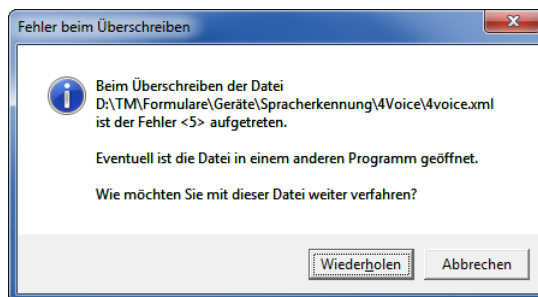 Fehler beim Überschreiben
Beim Überschreiben der Datei
D:\TM\Formulare\Geräte\Spracherkennung\4Voice\4voice.xml
ist der Fehler <5> aufgetreten.
Eventuell ist die Datei in einem anderen Programm geöffnet.
Wie möchten Sie mit dieser Datei weiter verfahren?
Wiederholen
Abbrechen